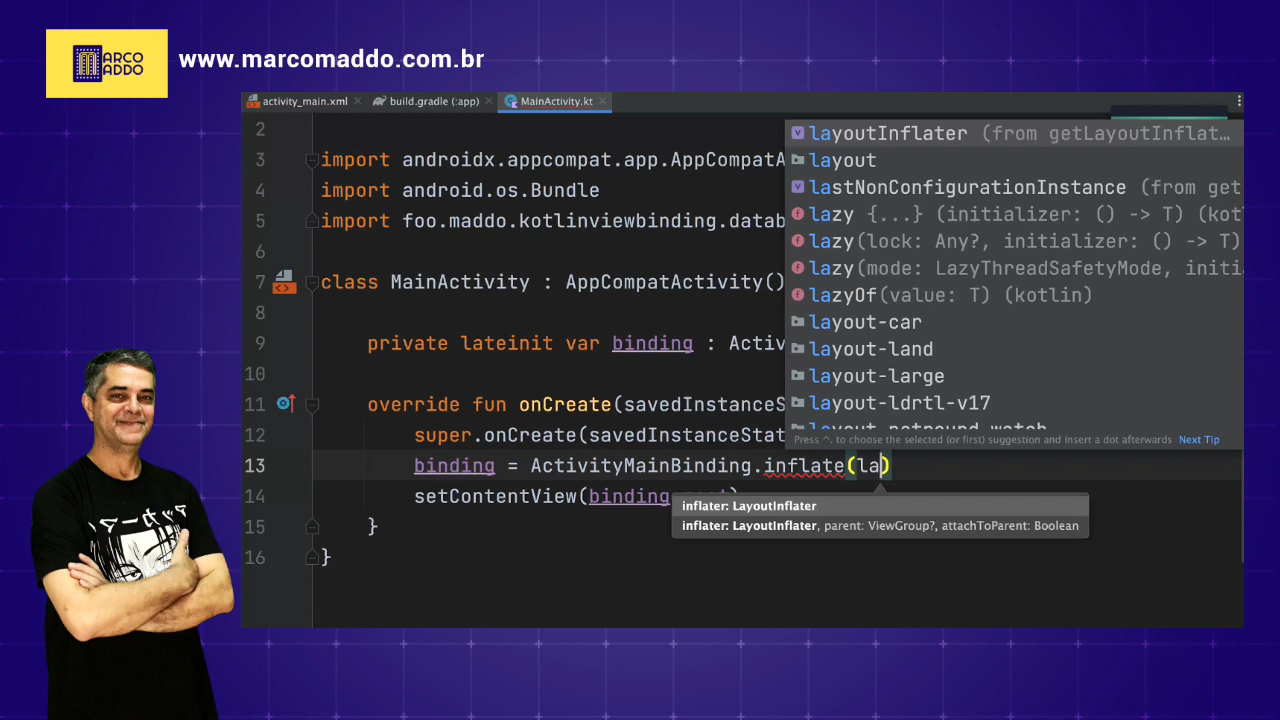 MARCO
MADDO
www.marcomaddo.com.br
activity_main.xml
build.gradle (:app)
MainActivity.kt
2
3 import androidx.appcompat.app.AppCompatA
4 import android.os.Bundle
5 import foo.maddo.kotlinviewbinding.datab
6
7 class MainActivity : AppCompatActivity()
8
9 private lateinit var binding : Activ
10
11 override fun onCreate(savedInstanceS
12 super.onCreate(savedInstanceStat
13 binding = ActivityMainBinding.inflate(la)
14 setContentView(binding
15 }
16 }
layoutInflater (from getLayoutInflat...
layout
lastNonConfigurationInstance (from get
lazy {...} (initializer: () -> T) (kotl
lazy(lock: Any?, initializer: () -> T)
lazy(mode: LazyThreadSafetyMode, initi
lazyOf(value: T) (kotlin)
layout-car
layout-land
layout-large
layout-ldrtl-v17
Press ^. to choose the selected (or first) suggestion and insert a dot afterwards Next Tip
inflater: LayoutInflater
inflater: LayoutInflater, parent: ViewGroup?, attachToParent: Boolean